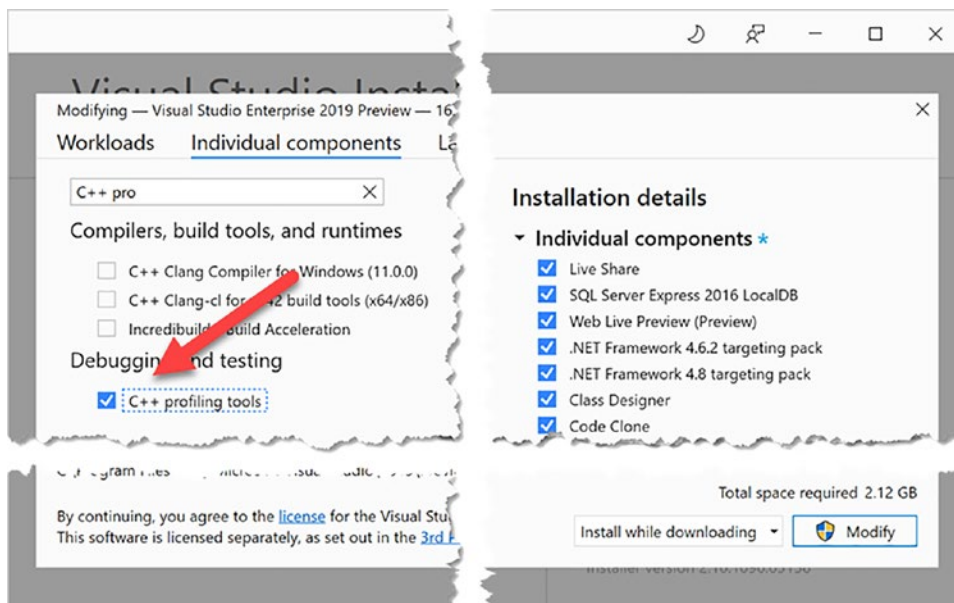 Visual Studio Insta
Modifying — Visual Studio Enterprise 2019 Preview — 16
Workloads Individual components La
C++ pro
Compilers, build tools, and runtimes
C++ Clang Compiler for Windows (11.0.0)
C++ Clang-cl for 42 build tools (x64/x86)
Incredibuild Build Acceleration
Debugging and testing
C++ profiling tools
Installation details
Individual components *
Live Share
SQL Server Express 2016 LocalDB
Web Live Preview (Preview)
.NET Framework 4.6.2 targeting pack
.NET Framework 4.8 targeting pack
Class Designer
Code Clone
Total space required 2.12 GB
By continuing, you agree to the license for the Visual Stu
This software is licensed separately, as set out in the 3rd P
Install while downloading
Modify